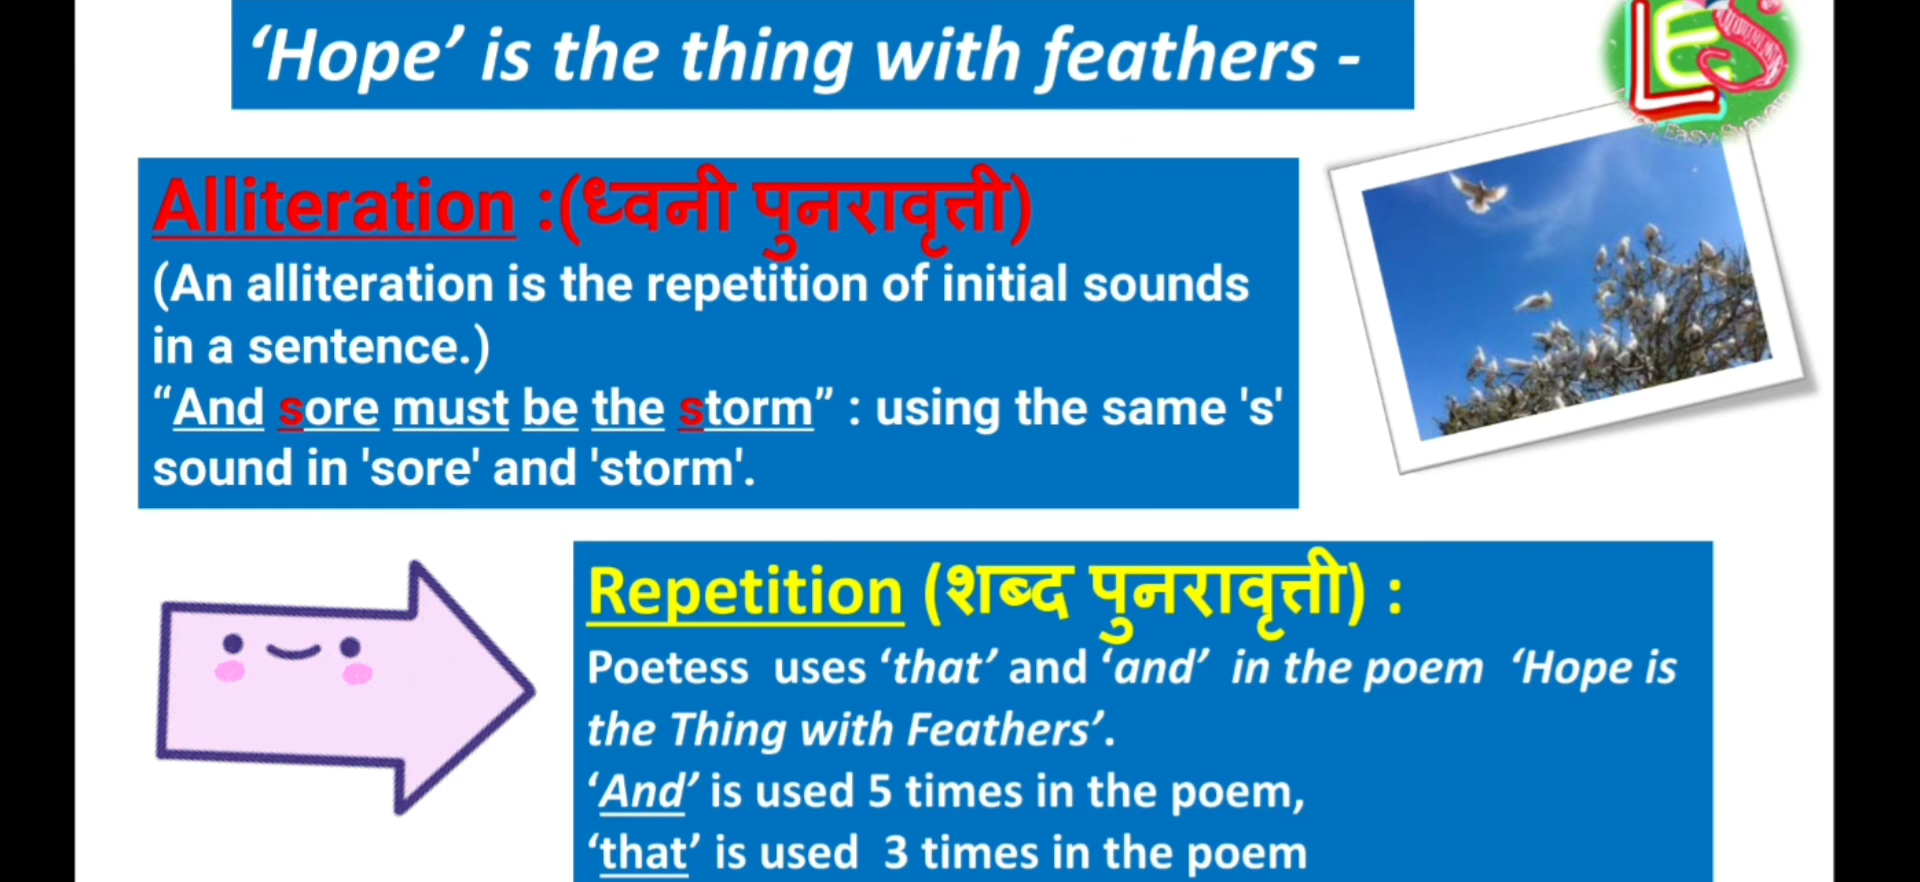 ‘Hope’ is the thing with feathers -
LES
Alliteration :(ध्वनी पुनरावृत्ती)
(An alliteration is the repetition of initial sounds
in a sentence.)
“And sore must be the storm” : using the same 's'
sound in 'sore' and 'storm'.
Repetition (शब्द पुनरावृत्ती) :
Poetess uses ‘that’ and ‘and’ in the poem ‘Hope is
the Thing with Feathers’.
‘And’ is used 5 times in the poem,
‘that’ is used 3 times in the poem